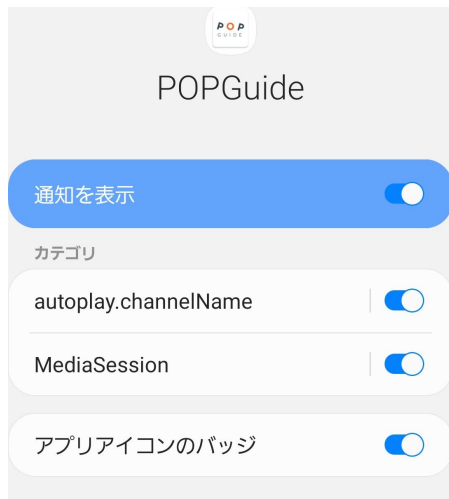 POP
GUIDE
POPGuide
通知を表示
カテゴリ
autoplay.channelName
MediaSession
アプリアイコンのバッジ